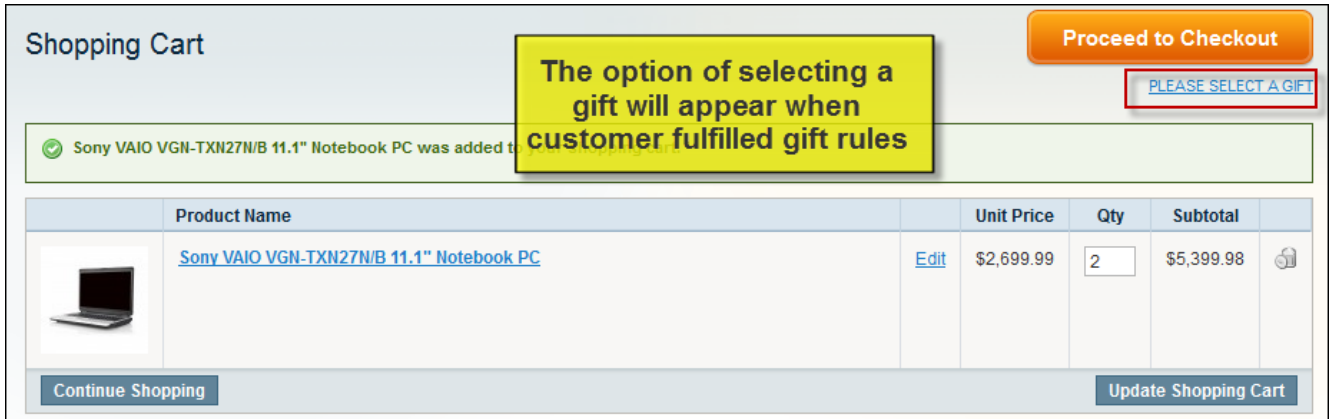 Shopping Cart
Proceed to Checkout
The option of selecting a
gift will appear when
customer fulfilled gift rules
PLEASE SELECT A GIFT
Sony VAIO VGN-TXN27N/B 11.1" Notebook PC was added to your shopping cart.
Product Name Unit Price Qty Subtotal
Sony VAIO VGN-TXN27N/B 11.1" Notebook PC Edit $2,699.99 2 $5,399.98
Continue Shopping Update Shopping Cart